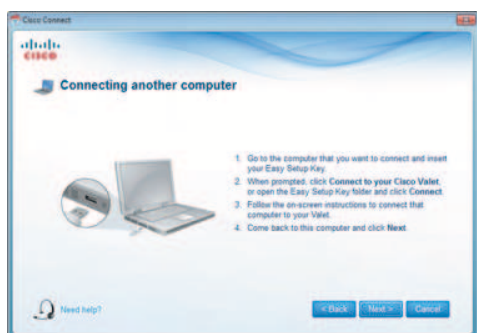 Cisco Connect
CISCO
Connecting another computer
1. Go to the computer that you want to connect and insert
your Easy Setup Key.
2. When prompted, click Connect to your Cisco Valet,
or open the Easy Setup Key folder and click Connect.
3. Follow the on-screen instructions to connect that
computer to your Valet.
4. Come back to this computer and click Next.
Need help?
< Back
Next >
Cancel